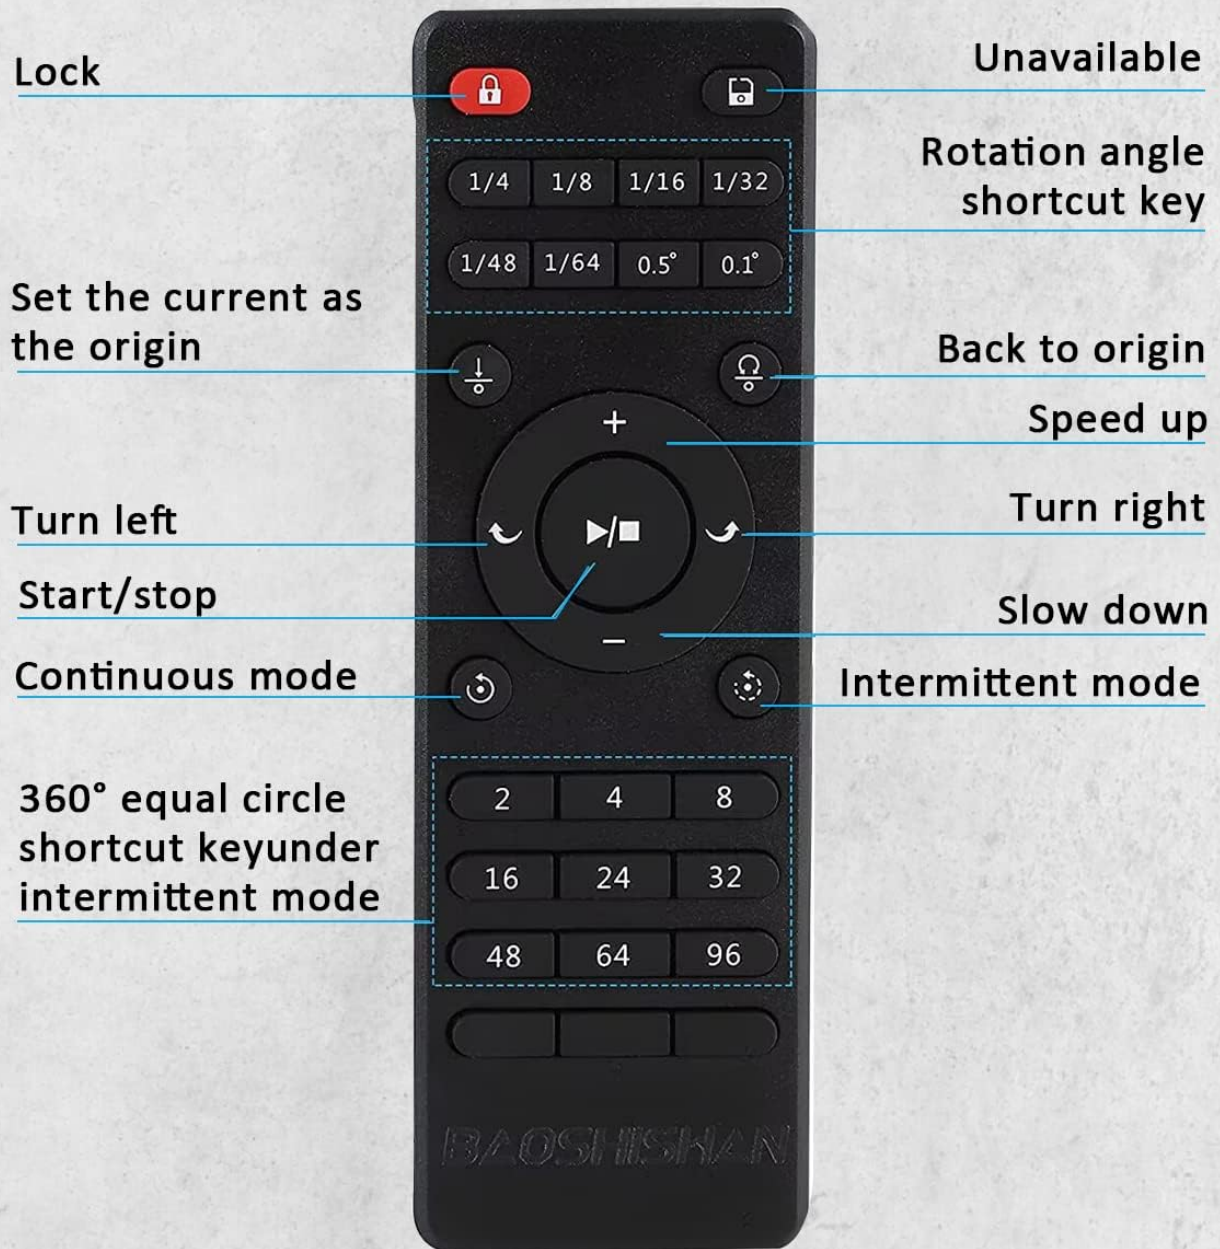 Lock
Unavailable
Rotation angle
shortcut key
1/4 1/8 1/16 1/32
1/48 1/64 0.5° 0.1°
Set the current as
the origin
Back to origin
+
Speed up
Turn left
Turn right
Start/stop
−
Slow down
Continuous mode
Intermittent mode
360° equal circle
shortcut keyunder
intermittent mode
2 4 8
16 24 32
48 64 96
BAOSHISHAN